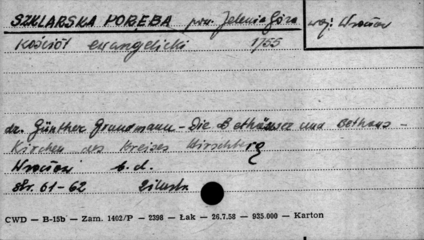 SZKLARSKA PORĘBA pow. Jelenia Góra woj. Wrocław
Kościół ewangelicki 1755
dr. Günther Grundmann - Die Bethäuser und Bethaus -
Kirchen des Kreises Hirschberg
Wrocław b.d.
str. 61-62
CWD — B-15b — Zam. 1402/P — 2398 — Łak — 26.7.58 — 935.000 — Karton